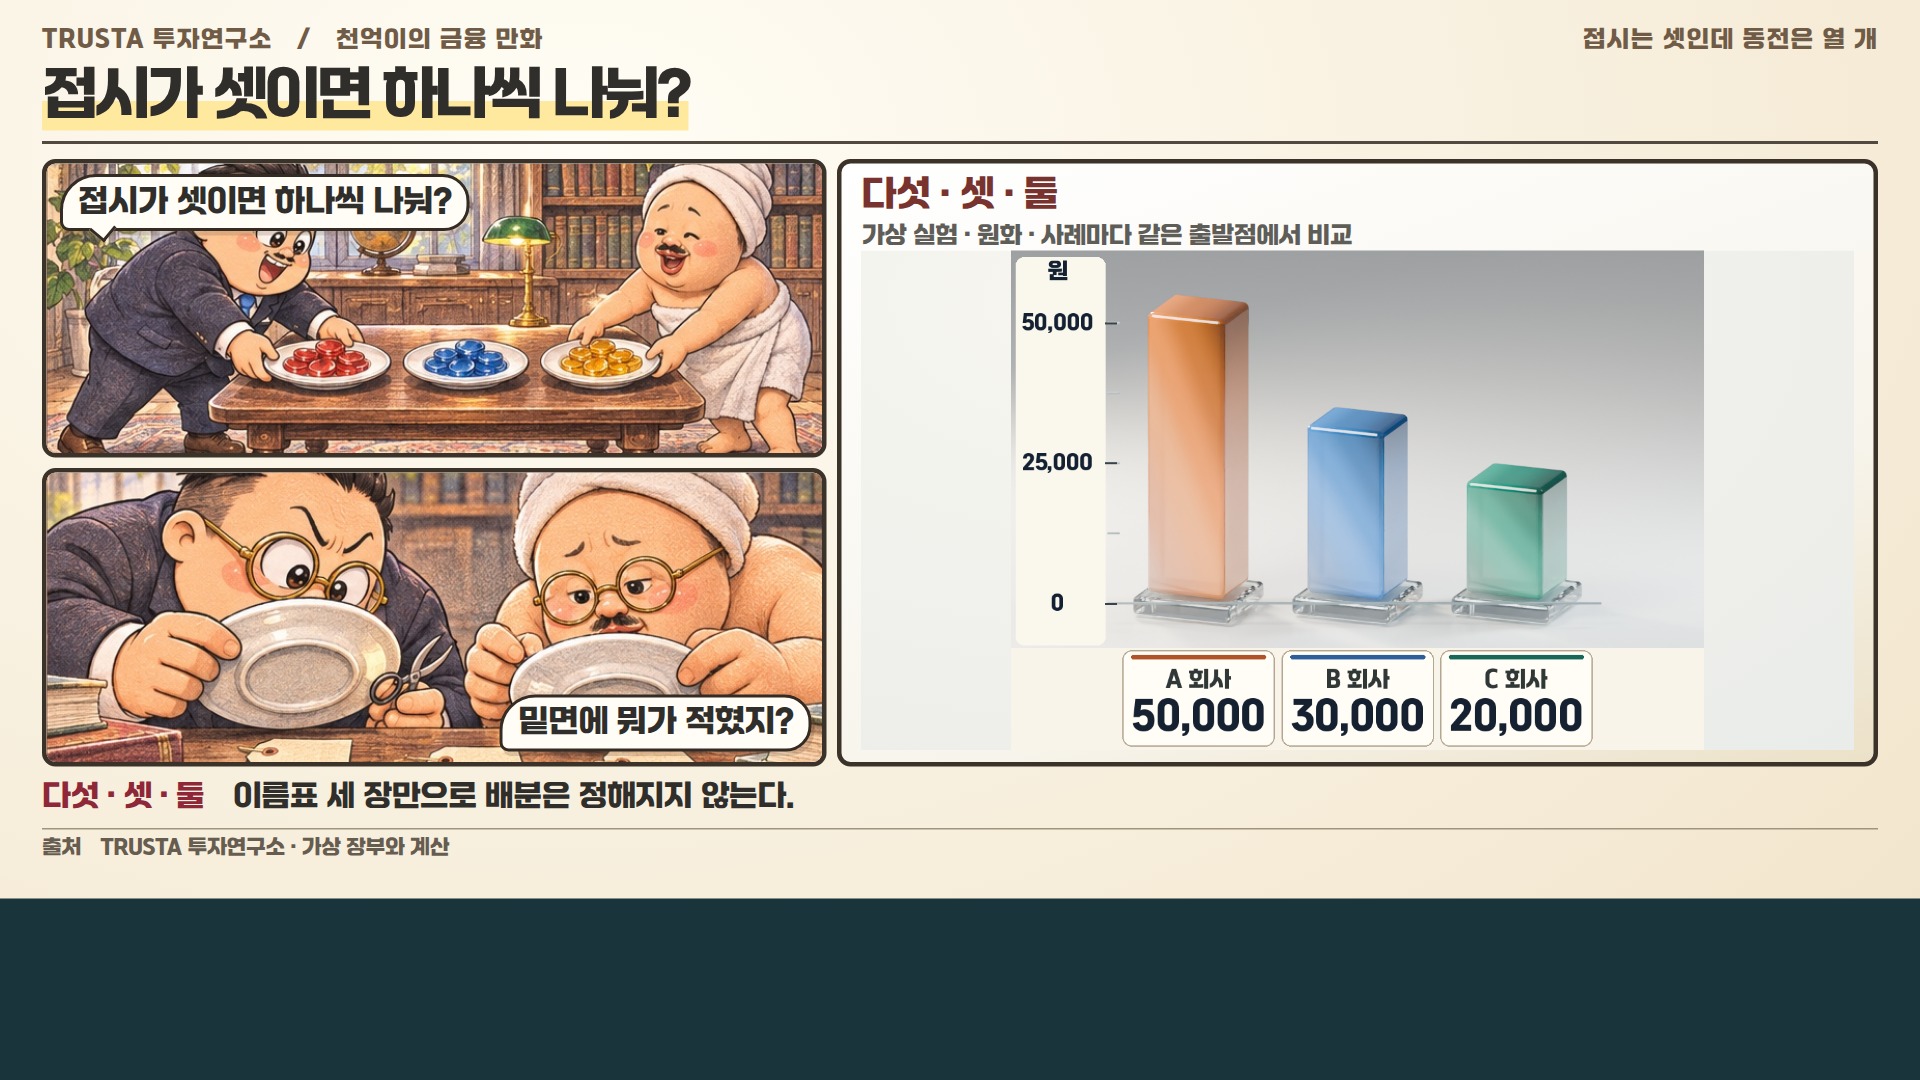 TRUSTA 투자연구소 / 천억이의 금융 만화
접시는 셋인데 동전은 열 개
접시가 셋이면 하나씩 나눠?
접시가 셋이면 하나씩 나눠?
밑면에 뭐가 적혔지?
다섯 · 셋 · 둘
가상 실험 · 원화 · 사례마다 같은 출발점에서 비교
원
50,000
25,000
0
A 회사
50,000
B 회사
30,000
C 회사
20,000
다섯 · 셋 · 둘 이름표 세 장만으로 배분은 정해지지 않는다.
출처 TRUSTA 투자연구소 · 가상 장부와 계산